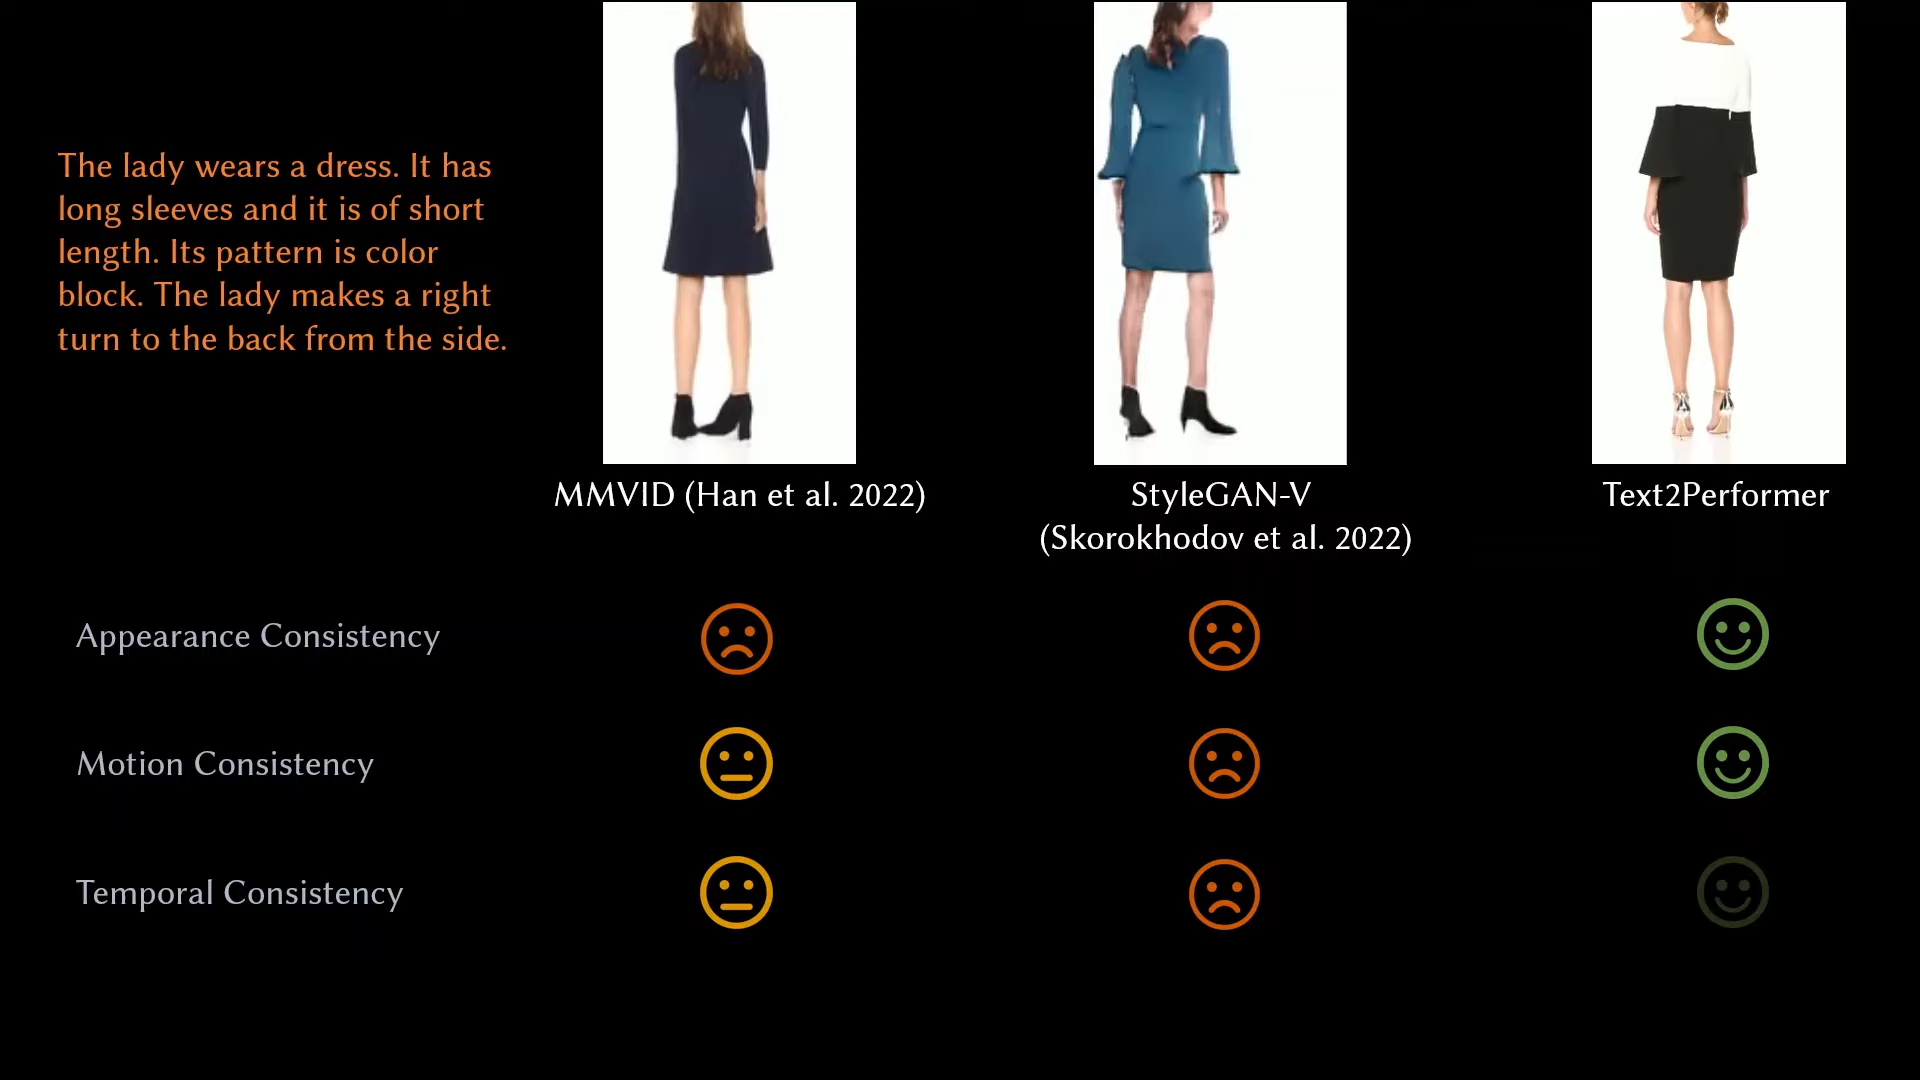 The lady wears a dress. It has
long sleeves and it is of short
length. Its pattern is color
block. The lady makes a right
turn to the back from the side.
MMVID (Han et al. 2022)
StyleGAN-V
(Skorokhodov et al. 2022)
Text2Performer
Appearance Consistency
Motion Consistency
Temporal Consistency